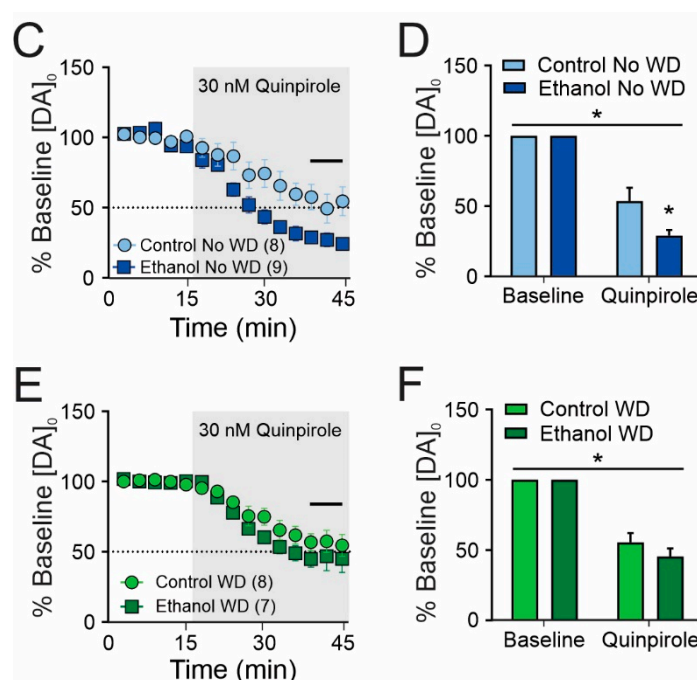 C
% Baseline [DA]₀
150
100
50
0
30 nM Quinpirole
Control No WD (8)
Ethanol No WD (9)
0
15
30
45
Time (min)
D
Control No WD
Ethanol No WD
% Baseline [DA]₀
150
100
50
0
*
*
Baseline
Quinpirole
E
% Baseline [DA]₀
150
100
50
0
30 nM Quinpirole
Control WD (8)
Ethanol WD (7)
0
15
30
45
Time (min)
F
Control WD
Ethanol WD
% Baseline [DA]₀
150
100
50
0
*
Baseline
Quinpirole